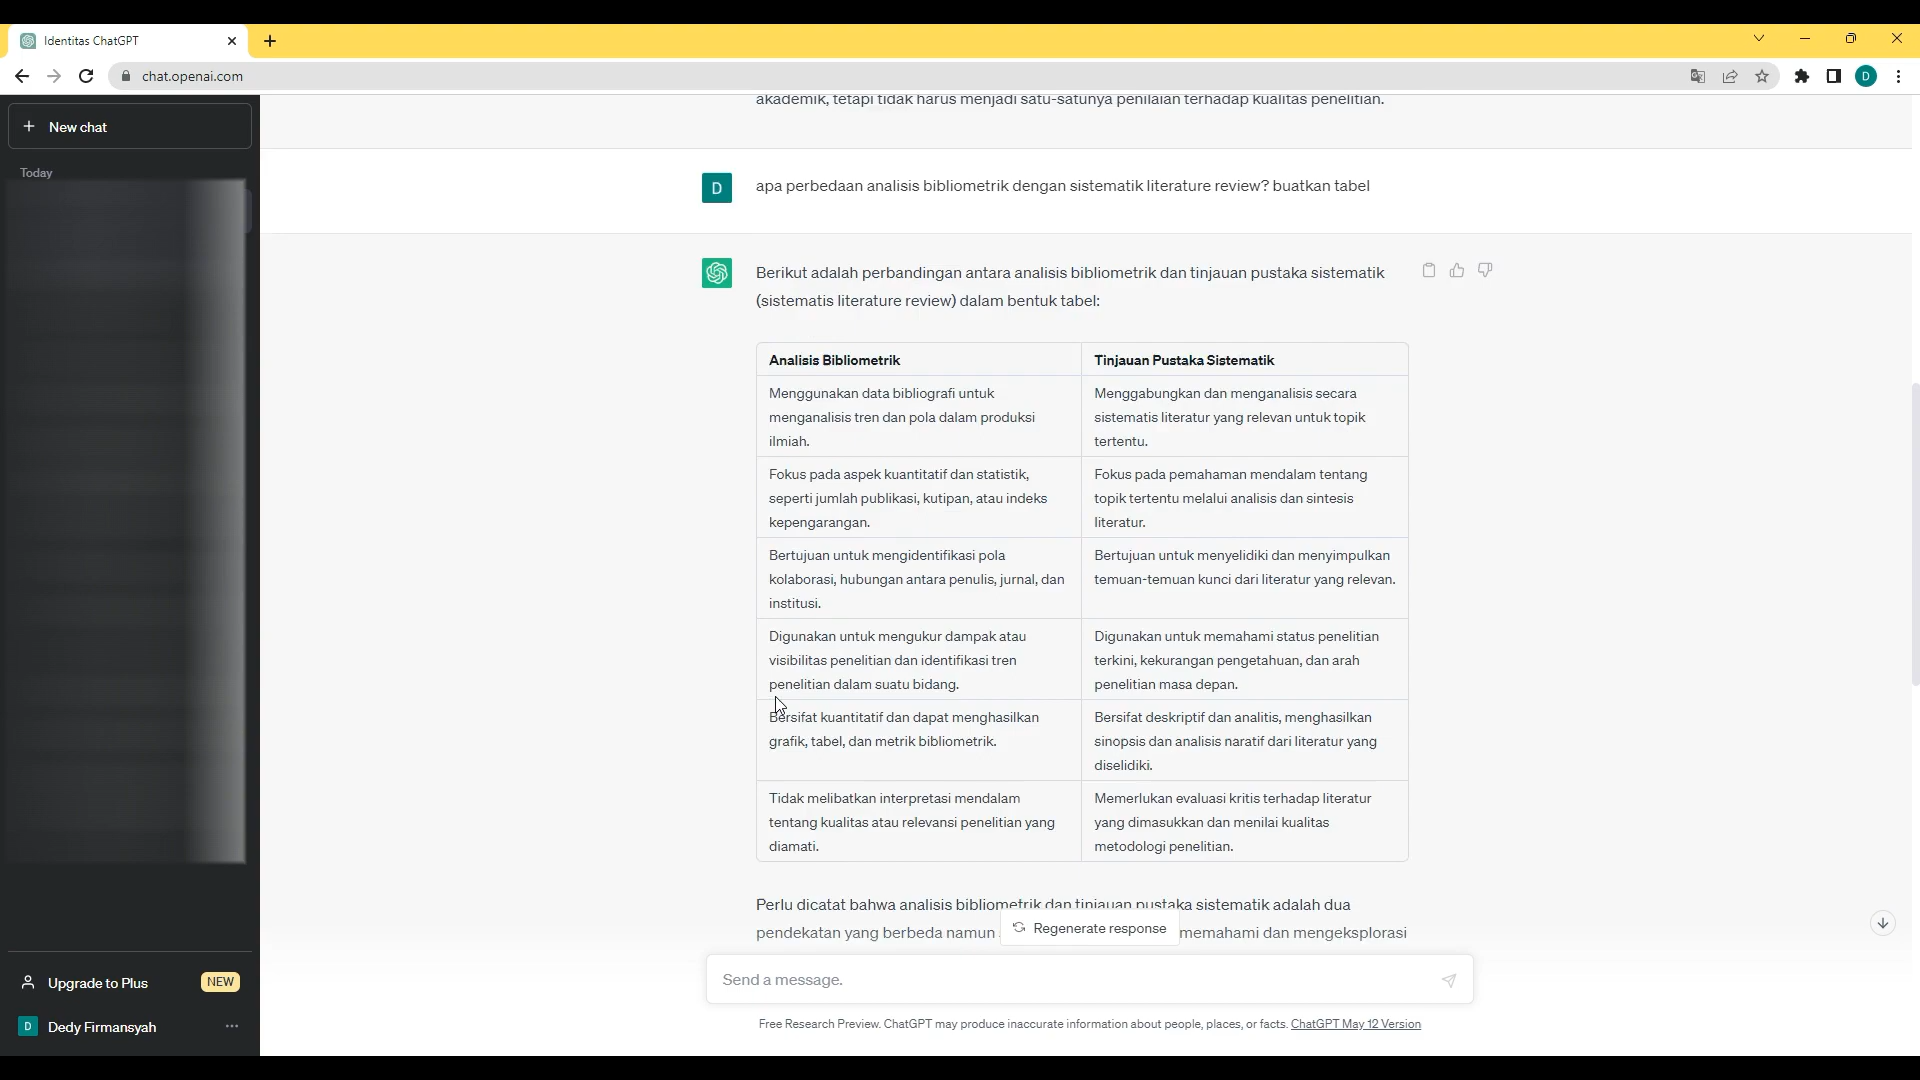 Identitas ChatGPT
chat.openai.com
D
New chat
Today
Upgrade to Plus
NEW
D
Dedy Firmansyah
akademik, tetapi tidak harus menjadi satu-satunya penilaian terhadap kualitas penelitian.
D
apa perbedaan analisis bibliometrik dengan sistematik literature review? buatkan tabel
Berikut adalah perbandingan antara analisis bibliometrik dan tinjauan pustaka sistematik
(sistematis literature review) dalam bentuk tabel:
Analisis Bibliometrik
Tinjauan Pustaka Sistematik
Menggunakan data bibliografi untuk
menganalisis tren dan pola dalam produksi
ilmiah.
Menggabungkan dan menganalisis secara
sistematis literatur yang relevan untuk topik
tertentu.
Fokus pada aspek kuantitatif dan statistik,
seperti jumlah publikasi, kutipan, atau indeks
kepengarangan.
Fokus pada pemahaman mendalam tentang
topik tertentu melalui analisis dan sintesis
literatur.
Bertujuan untuk mengidentifikasi pola
kolaborasi, hubungan antara penulis, jurnal, dan
institusi.
Bertujuan untuk menyelidiki dan menyimpulkan
temuan-temuan kunci dari literatur yang relevan.
Digunakan untuk mengukur dampak atau
visibilitas penelitian dan identifikasi tren
penelitian dalam suatu bidang.
Digunakan untuk memahami status penelitian
terkini, kekurangan pengetahuan, dan arah
penelitian masa depan.
Bersifat kuantitatif dan dapat menghasilkan
grafik, tabel, dan metrik bibliometrik.
Bersifat deskriptif dan analitis, menghasilkan
sinopsis dan analisis naratif dari literatur yang
diselidiki.
Tidak melibatkan interpretasi mendalam
tentang kualitas atau relevansi penelitian yang
diamati.
Memerlukan evaluasi kritis terhadap literatur
yang dimasukkan dan menilai kualitas
metodologi penelitian.
Perlu dicatat bahwa analisis bibliometrik dan tinjauan pustaka sistematik adalah dua
pendekatan yang berbeda namun memahami dan mengeksplorasi
Regenerate response
Send a message.
Free Research Preview. ChatGPT may produce inaccurate information about people, places, or facts. ChatGPT May 12 Version